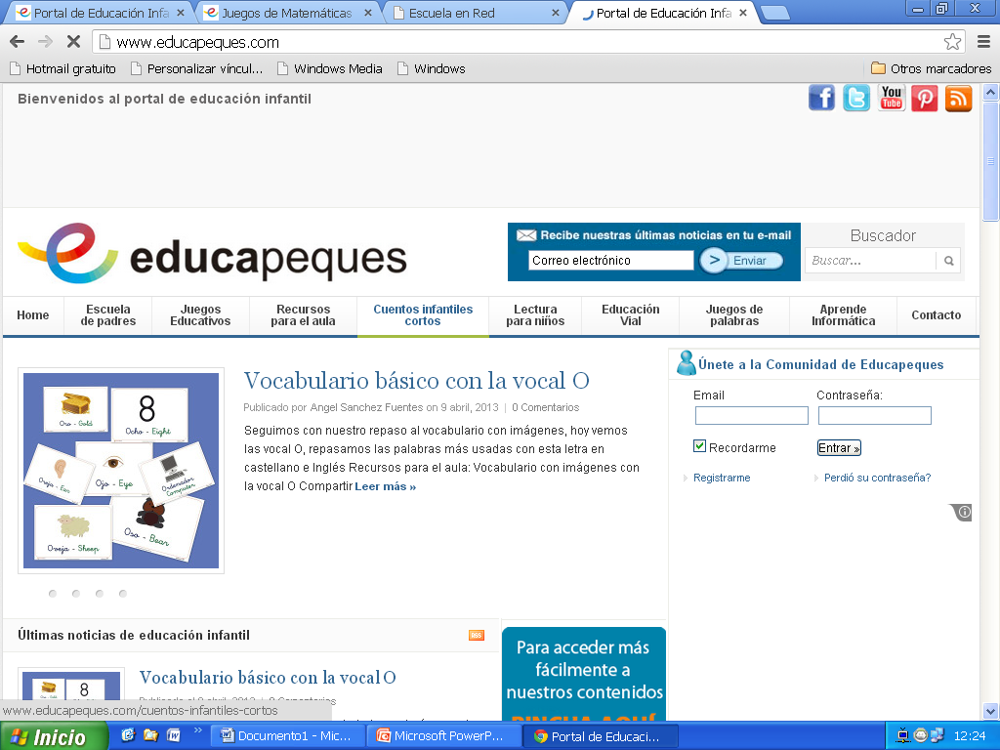 Portal de Educación Infa
Juegos de Matemáticas
Escuela en Red
Portal de Educación Infa
www.educapeques.com
Hotmail gratuito
Personalizar víncul...
Windows Media
Windows
Otros marcadores
Bienvenidos al portal de educación infantil
You
Tube
educapeques
Recibe nuestras últimas noticias en tu e-mail
Correo electrónico
Enviar
Buscador
Buscar...
Home
Escuela
de padres
Juegos
Educativos
Recursos
para el aula
Cuentos infantiles
cortos
Lectura
para niños
Educación
Vial
Juegos de
palabras
Aprende
Informática
Contacto
Oro - Gold
8
Ocho - Eight
Oreja - Ear
Ojo - Eye
Ordenador
Computer
Oveja - Sheep
Oso - Bear
Vocabulario básico con la vocal O
Publicado por Angel Sanchez Fuentes on 9 abril, 2013 | 0 Comentarios
Seguimos con nuestro repaso al vocabulario con imágenes, hoy vemos
las vocal O, repasamos las palabras más usadas con esta letra en
castellano e Inglés Recursos para el aula: Vocabulario con imágenes con
la vocal O Compartir Leer más »
Únete a la Comunidad de Educapeques
Email
Contraseña:
Recordarme
Entrar »
Registrarme
Perdió su contraseña?
Últimas noticias de educación infantil
RSS
8
Vocabulario básico con la vocal O
Para acceder más
fácilmente a
nuestros contenidos
PINCHA AQUÍ
www.educapeques.com/cuentos-infantiles-cortos
Inicio
Documento1 - Mic...
Microsoft PowerP...
Portal de Educaci...
12:24